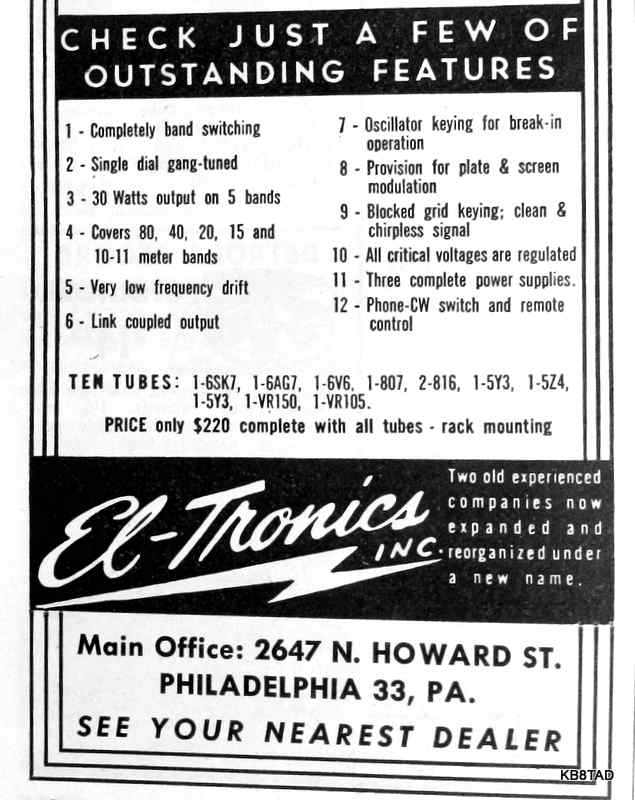 CHECK JUST A FEW OF
OUTSTANDING FEATURES
1 - Completely band switching
2 - Single dial gang-tuned
3 - 30 Watts output on 5 bands
4 - Covers 80, 40, 20, 15 and
10-11 meter bands
5 - Very low frequency drift
6 - Link coupled output
7 - Oscillator keying for break-in
operation
8 - Provision for plate & screen
modulation
9 - Blocked grid keying; clean &
chirpless signal
10 - All critical voltages are regulated
11 - Three complete power supplies.
12 - Phone-CW switch and remote
control
TEN TUBES: 1-6SK7, 1-6AG7, 1-6V6, 1-807, 2-816, 1-5Y3, 1-5Z4,
1-5Y3, 1-VR150, 1-VR105.
PRICE only $220 complete with all tubes - rack mounting
El-Tronics
INC.
Two old experienced
companies now
expanded and
reorganized under
a new name.
Main Office: 2647 N. HOWARD ST.
PHILADELPHIA 33, PA.
SEE YOUR NEAREST DEALER
KB8TAD